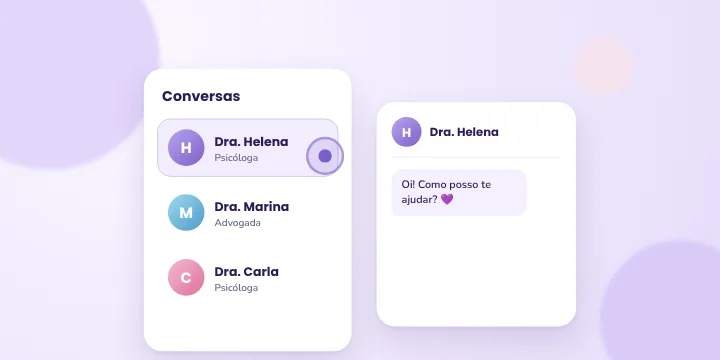 Conversas
H
Dra. Helena
Psicóloga
M
Dra. Marina
Advogada
C
Dra. Carla
Psicóloga
H
Dra. Helena
Oi! Como posso te
ajudar? 💜